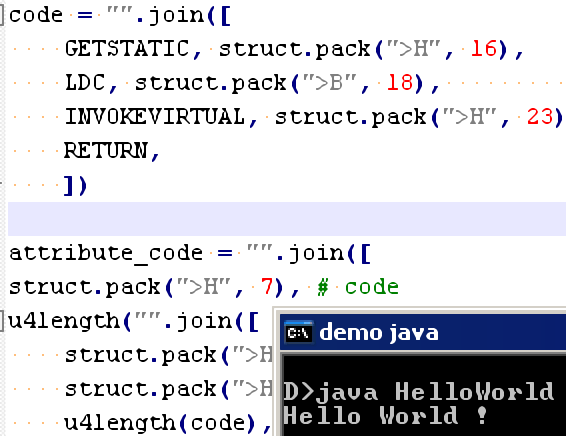 code = "".join([
GETSTATIC, struct.pack(">H", 16),
LDC, struct.pack(">B", 18),
INVOKEVIRTUAL, struct.pack(">H", 23)
RETURN,
])
attribute_code = "".join([
struct.pack(">H", 7), # code
u4length("".join([
struct.pack(">H
struct.pack(">H
u4length(code),
demo java
D>java HelloWorld
Hello World !